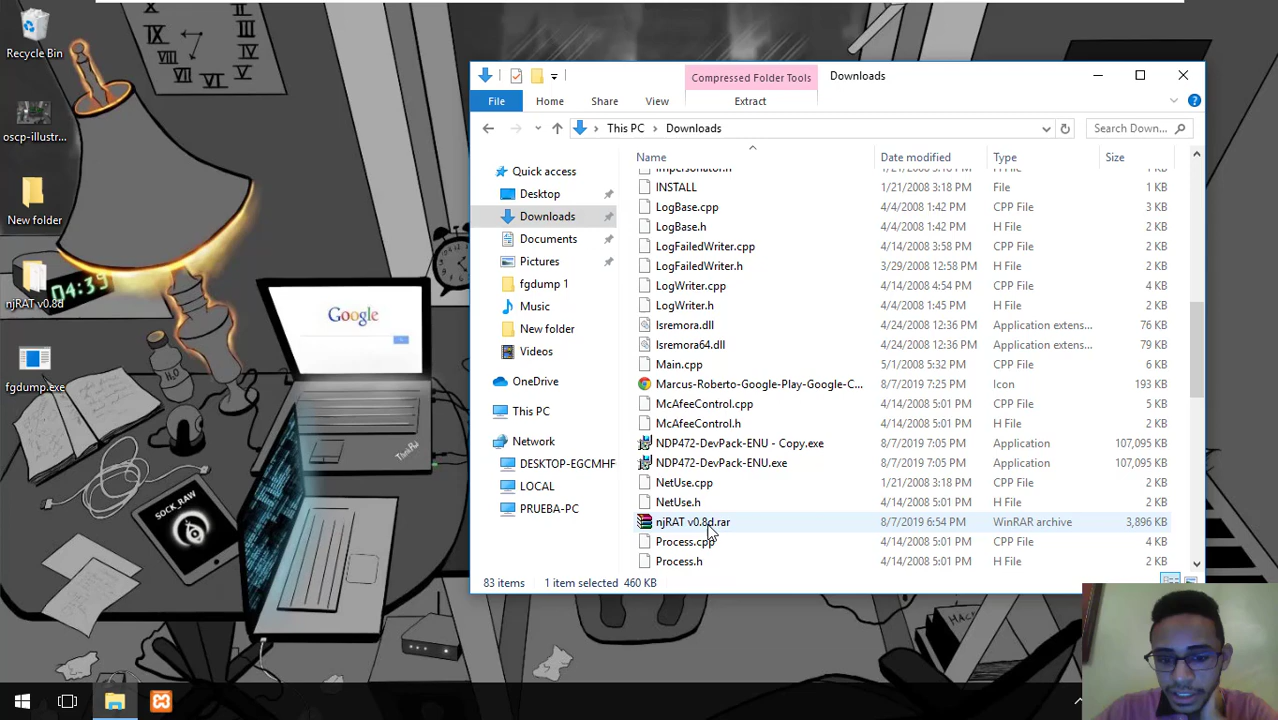 Recycle Bin
oscp-illustr...
New folder
njRAT v0.8d
fgdump.exe
IX
III
IV
V
VI
VII
VIII
04:39
H₂O
Google
ThinkPad
SOCK_RAW
Compressed Folder Tools
Downloads
File
Home
Share
View
Extract
This PC
Downloads
Search Down...
Quick access
Desktop
Downloads
Documents
Pictures
fgdump 1
Music
New folder
Videos
OneDrive
This PC
Network
DESKTOP-EGCMHF
LOCAL
PRUEBA-PC
Name Date modified Type Size
INSTALL 1/21/2008 3:18 PM File 1 KB
LogBase.cpp 4/4/2008 1:42 PM CPP File 3 KB
LogBase.h 4/4/2008 1:42 PM H File 2 KB
LogFailedWriter.cpp 4/14/2008 3:58 PM CPP File 2 KB
LogFailedWriter.h 3/29/2008 12:58 PM H File 2 KB
LogWriter.cpp 4/14/2008 4:54 PM CPP File 2 KB
LogWriter.h 4/4/2008 1:45 PM H File 2 KB
lsremora.dll 4/24/2008 12:36 PM Application extens... 76 KB
lsremora64.dll 4/24/2008 12:36 PM Application extens... 79 KB
Main.cpp 5/1/2008 5:32 PM CPP File 6 KB
Marcus-Roberto-Google-Play-Google-C... 8/7/2019 7:25 PM Icon 193 KB
McAfeeControl.cpp 4/14/2008 5:01 PM CPP File 5 KB
McAfeeControl.h 4/14/2008 5:01 PM H File 2 KB
NDP472-DevPack-ENU - Copy.exe 8/7/2019 7:05 PM Application 107,095 KB
NDP472-DevPack-ENU.exe 8/7/2019 7:05 PM Application 107,095 KB
NetUse.cpp 1/21/2008 3:18 PM CPP File 2 KB
NetUse.h 4/14/2008 5:01 PM H File 2 KB
njRAT v0.8d.rar 8/7/2019 6:54 PM WinRAR archive 3,896 KB
Process.cpp 4/14/2008 5:01 PM CPP File 4 KB
Process.h 4/14/2008 5:01 PM H File 2 KB
83 items 1 item selected 460 KB